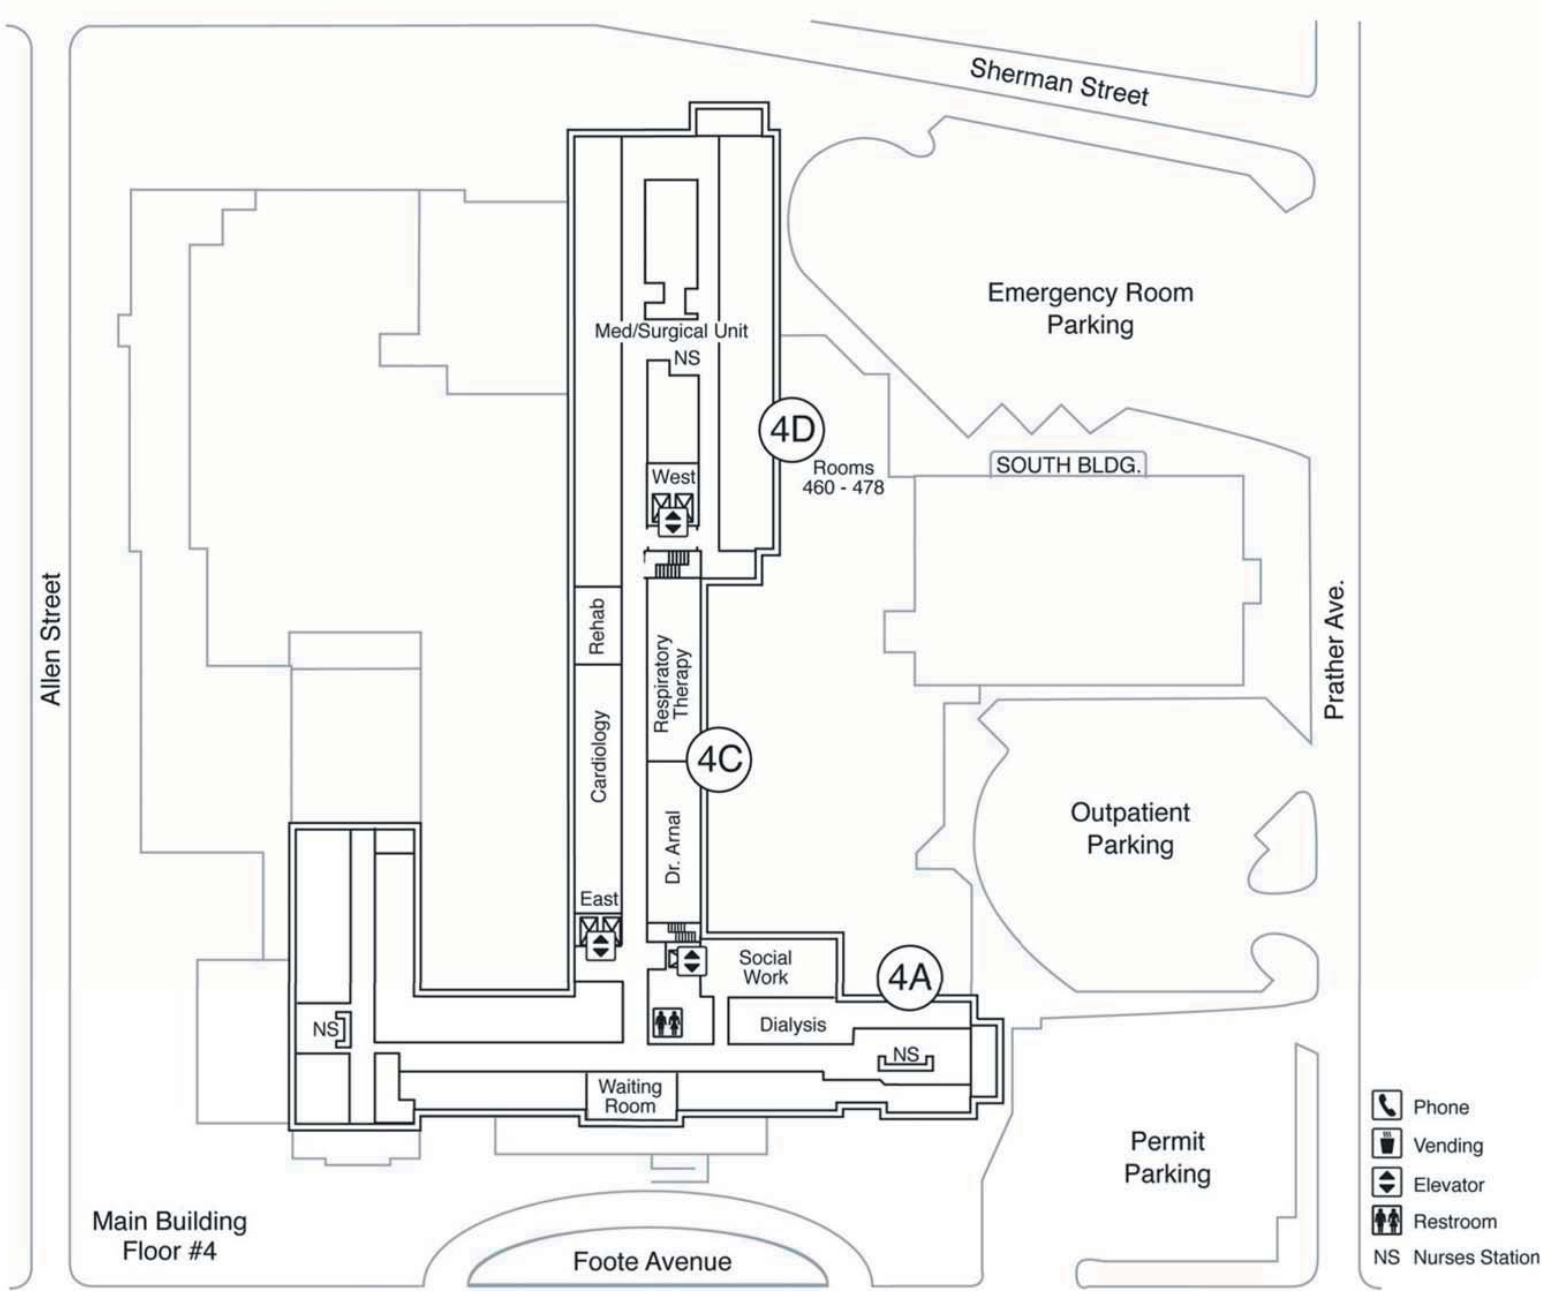 Sherman Street
Emergency Room
Parking
Med/Surgical Unit
NS
4D
Rooms
460 - 478
SOUTH BLDG.
West
Allen Street
Rehab
Respiratory
Therapy
Prather Ave.
Cardiology
4C
Dr. Arnal
Outpatient
Parking
East
Social
Work
4A
NS
Dialysis
NS
Waiting
Room
Permit
Parking
Main Building
Floor #4
Foote Avenue
Phone
Vending
Elevator
Restroom
NS Nurses Station